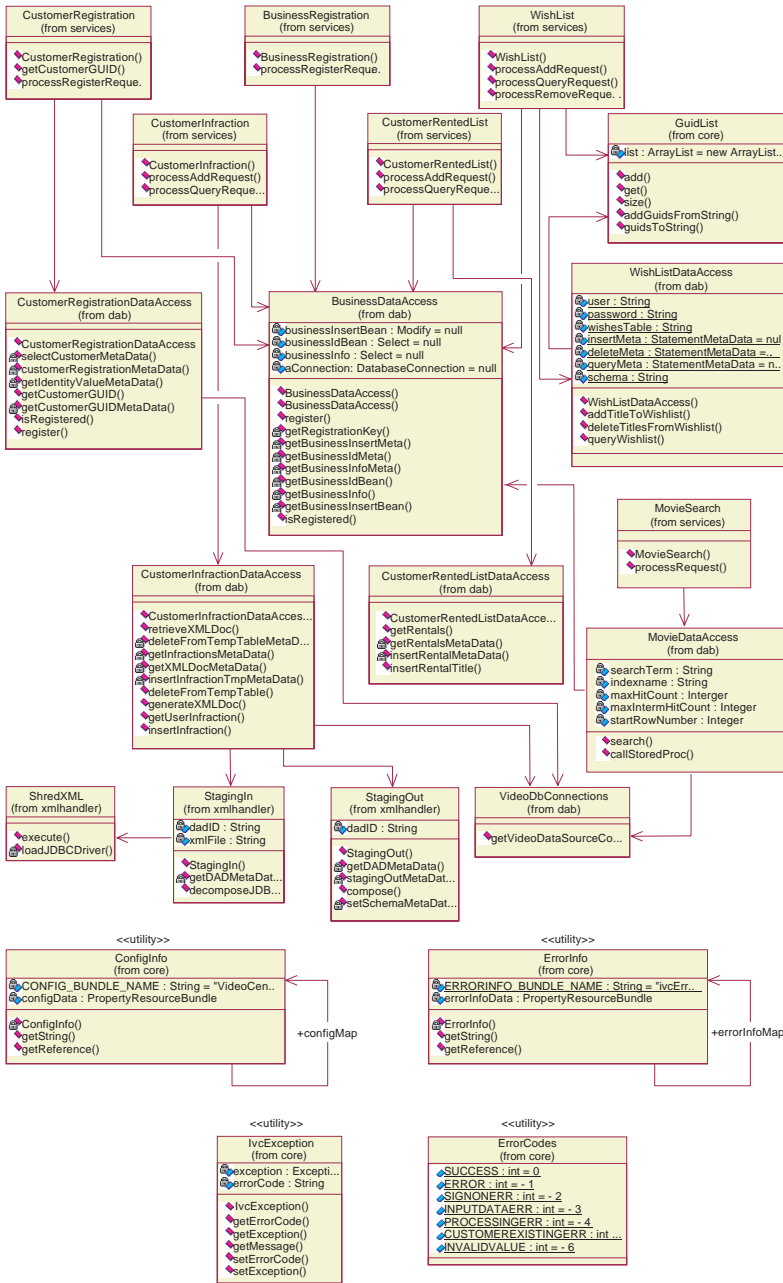 CustomerRegistration
(from services)
CustomerRegistration()
getCustomerGUID()
processRegisterReque..
BusinessRegistration
(from services)
BusinessRegistration()
processRegisterReque..
WishList
(from services)
WishList()
processAddRequest()
processQueryRequest()
processRemoveReque. .
CustomerInfraction
(from services)
CustomerInfraction()
processAddRequest()
processQueryReque...
CustomerRentedList
(from services)
CustomerRentedList()
processAddRequest()
processQueryReque...
GuidList
(from core)
list : ArrayList = new ArrayList...
add()
get()
size()
addGuidsFromString()
guidsToString()
CustomerRegistrationDataAccess
(from dab)
CustomerRegistrationDataAccess
selectCustomerMetaData()
customerRegistrationMetaData()
getIdentityValueMetaData()
getCustomerGUID()
getCustomerGUIDMetaData()
isRegistered()
register()
BusinessDataAccess
(from dab)
businessInsertBean : Modify = null
businessIdBean : Select = null
businessInfo : Select = null
aConnection: DatabaseConnection = null
BusinessDataAccess()
BusinessDataAccess()
register()
getRegistrationKey()
getBusinessInsertMeta()
getBusinessIdMeta()
getBusinessInfoMeta()
getBusinessIdBean()
getBusinessInfo()
getBusinessInsertBean()
isRegistered()
WishListDataAccess
(from dab)
user : String
password : String
wishesTable : String
insertMeta : StatementMetaData = nul
deleteMeta : StatementMetaData =..
queryMeta : StatementMetaData = n..
schema : String
WishListDataAccess()
addTitleToWishlist()
deleteTitlesFromWishlist()
queryWishlist()
MovieSearch
(from services)
MovieSearch()
processRequest()
CustomerInfractionDataAccess
(from dab)
CustomerInfractionDataAcces...
retrieveXMLDoc()
deleteFromTempTableMetaD...
getInfractionsMetaData()
getXMLDocMetaData()
insertInfractionTmpMetaData()
deleteFromTempTable()
generateXMLDoc()
getUserInfraction()
insertInfraction()
CustomerRentedListDataAccess
(from dab)
CustomerRentedListDataAcce...
getRentals()
getRentalsMetaData()
insertRentalMetaData()
insertRentalTitle()
MovieDataAccess
(from dab)
searchTerm : String
indexname : String
maxHitCount : Interger
maxIntermHitCount : Integer
startRowNumber : Integer
search()
callStoredProc()
ShredXML
(from xmlhandler)
execute()
loadJDBCDriver()
StagingIn
(from xmlhandler)
dadID : String
xmlFile : String
StagingIn()
getDADMetaDat..
decomposeJDB...
StagingOut
(from xmlhandler)
dadID : String
StagingOut()
getDADMetaData()
stagingOutMetaDat...
compose()
setSchemaMetaDat...
VideoDbConnections
(from dab)
getVideoDataSourceCo...
<<utility>>
ConfigInfo
(from core)
CONFIG_BUNDLE_NAME : String = "VideoCen..
configData : PropertyResourceBundle
ConfigInfo()
getString()
getReference()
+configMap
<<utility>>
ErrorInfo
(from core)
ERRORINFO_BUNDLE_NAME : String = "ivcErr..
errorInfoData : PropertyResourceBundle
ErrorInfo()
getString()
getReference()
+errorInfoMap
<<utility>>
IvcException
(from core)
exception : Excepti...
errorCode : String
IvcException()
getErrorCode()
getException()
getMessage()
setErrorCode()
setException()
<<utility>>
ErrorCodes
(from core)
SUCCESS : int = 0
ERROR : int = - 1
SIGNONERR : int = - 2
INPUTDATAERR : int = - 3
PROCESSINGERR : int = - 4
CUSTOMEREXISTINGERR : int ...
INVALIDVALUE : int = - 6